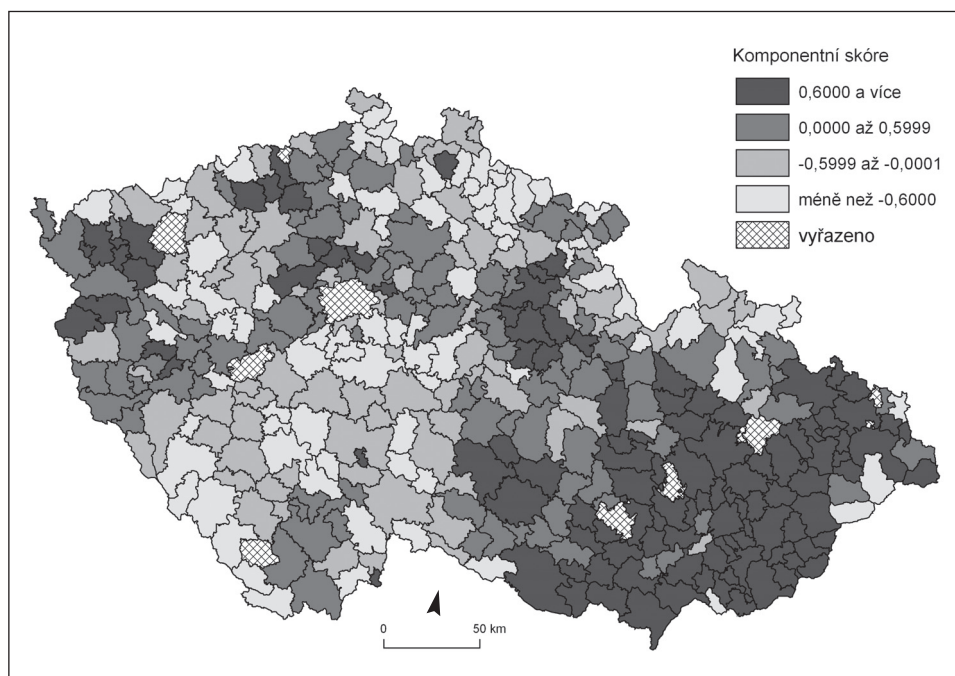 Komponentní skóre
0,6000 a více
0,0000 až 0,5999
-0,5999 až -0,0001
méně než -0,6000
vyřazeno
0 50 km